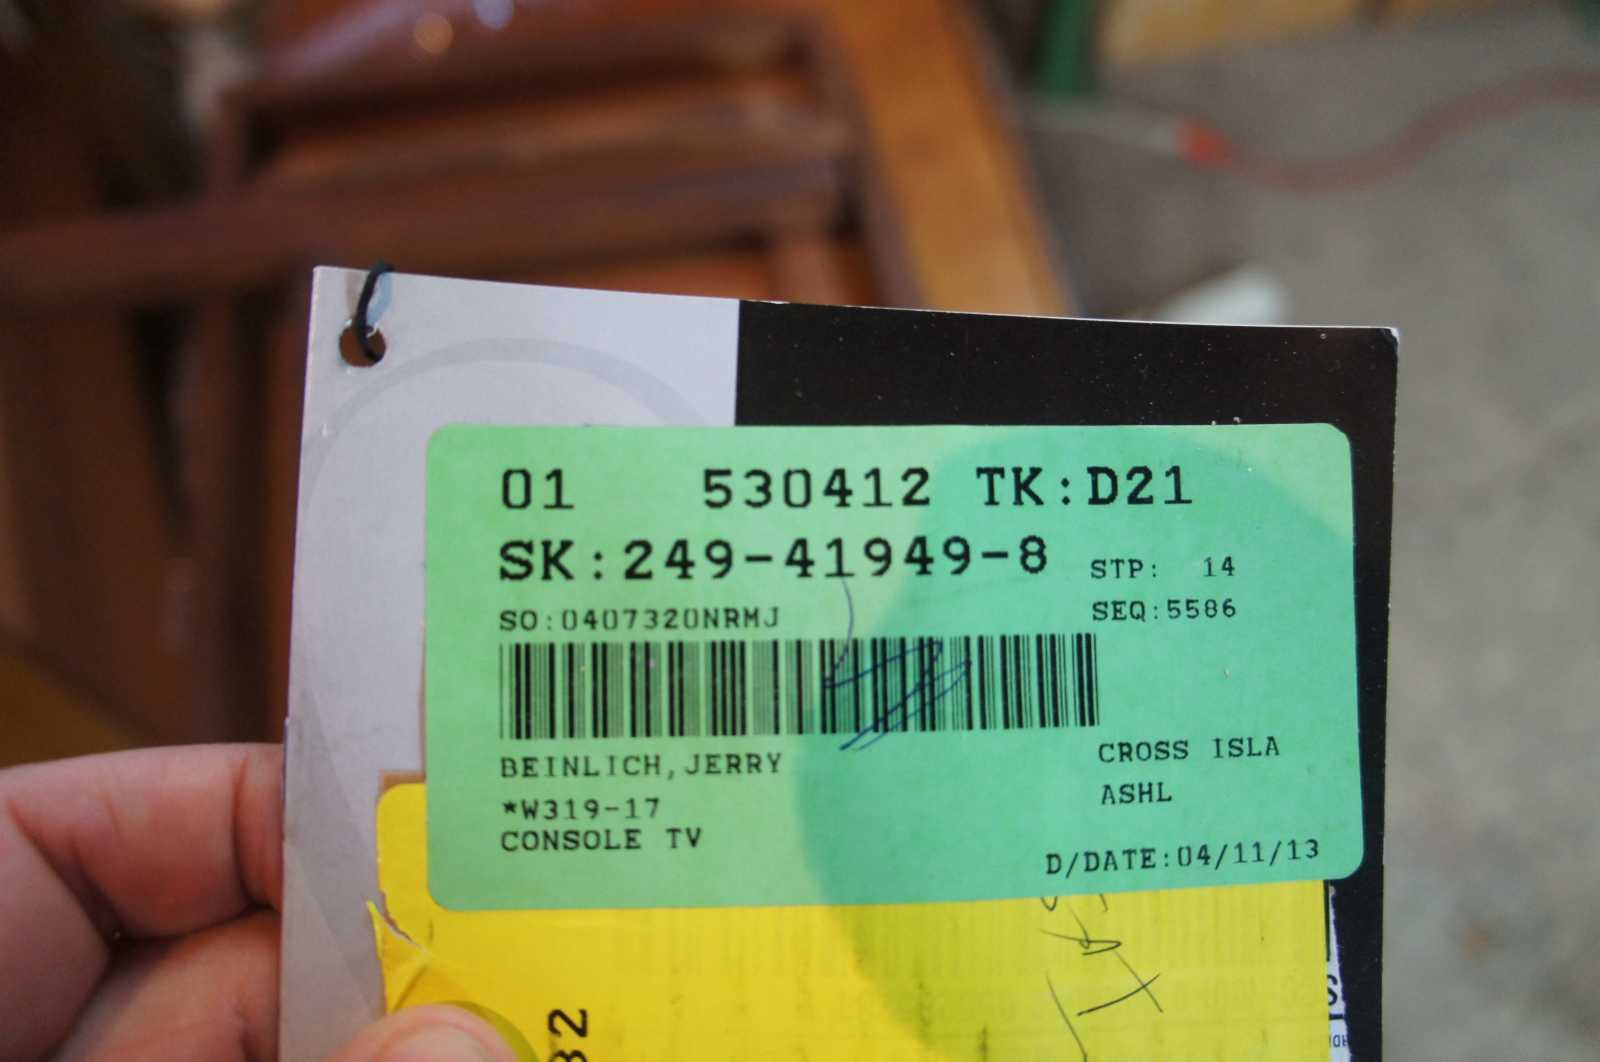 01 530412 TK:D21
SK:249-41949-8
STP: 14
SO:0407320NRMJ
SEQ:5586
BEINLICH,JERRY
CROSS ISLA
*W319-17
ASHL
CONSOLE TV
D/DATE:04/11/13